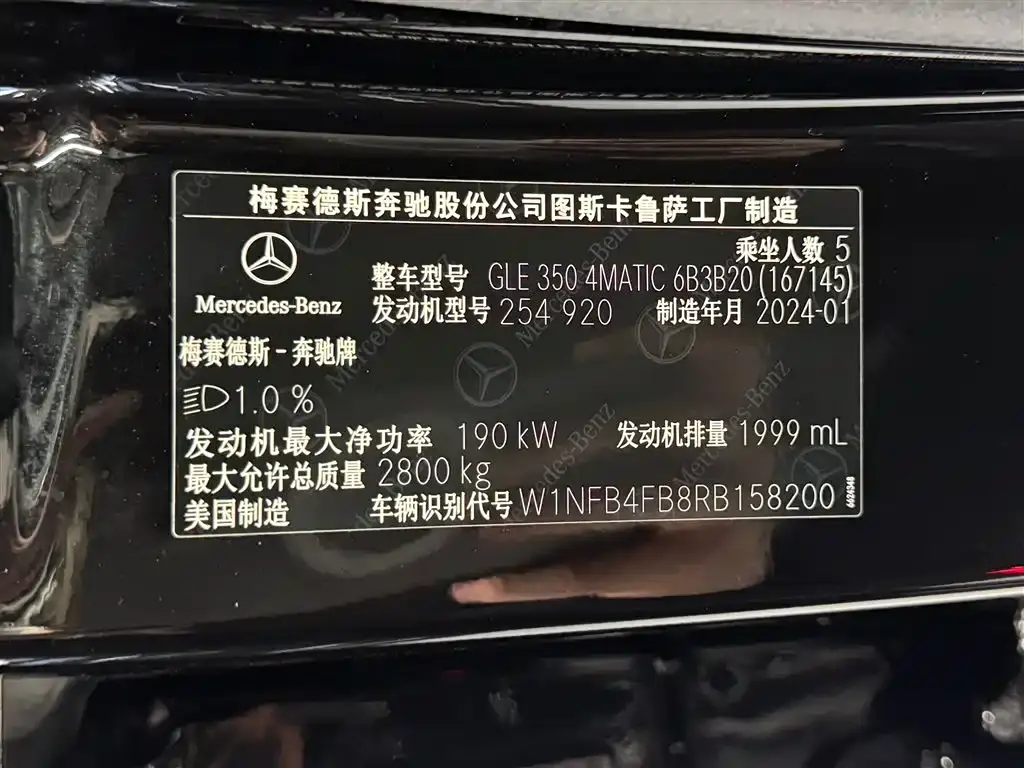 梅赛德斯奔驰股份公司图斯卡鲁萨工厂制造
乘坐人数 5
整车型号 GLE 350 4MATIC 6B3B20 (167145)
Mercedes-Benz
发动机型号 254 920 制造年月 2024-01
梅赛德斯-奔驰牌
1.0 %
发动机最大净功率 190 kW 发动机排量 1999 mL
最大允许总质量 2800 kg
美国制造 车辆识别代号 W1NFB4FB8RB158200
6624348